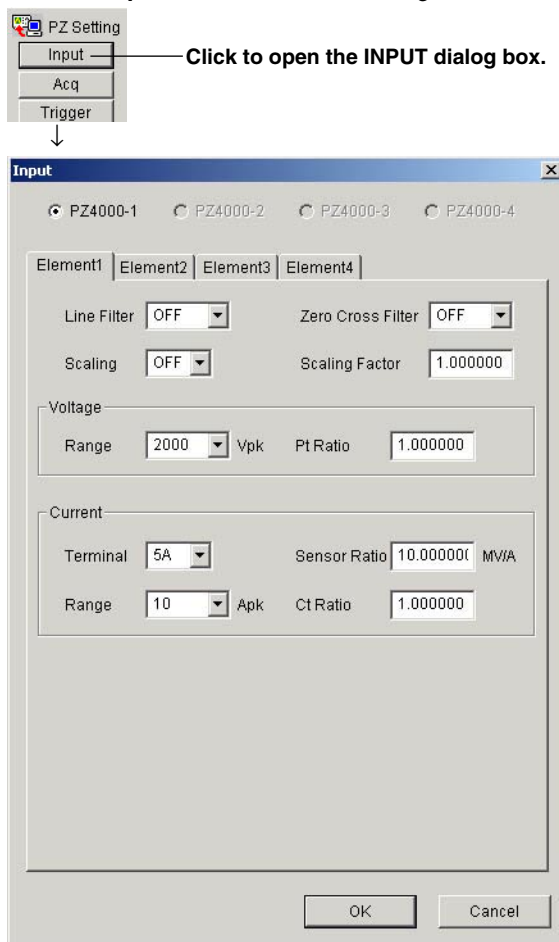 PZ Setting
Input
Click to open the INPUT dialog box.
Acq
Trigger
↓
Input
PZ4000-1 PZ4000-2 PZ4000-3 PZ4000-4
Element1 Element2 Element3 Element4
Line Filter OFF Zero Cross Filter OFF
Scaling OFF Scaling Factor 1.000000
Voltage
Range 2000 Vpk Pt Ratio 1.000000
Current
Terminal 5A Sensor Ratio 10.000000 MV/A
Range 10 Apk Ct Ratio 1.000000
OK Cancel